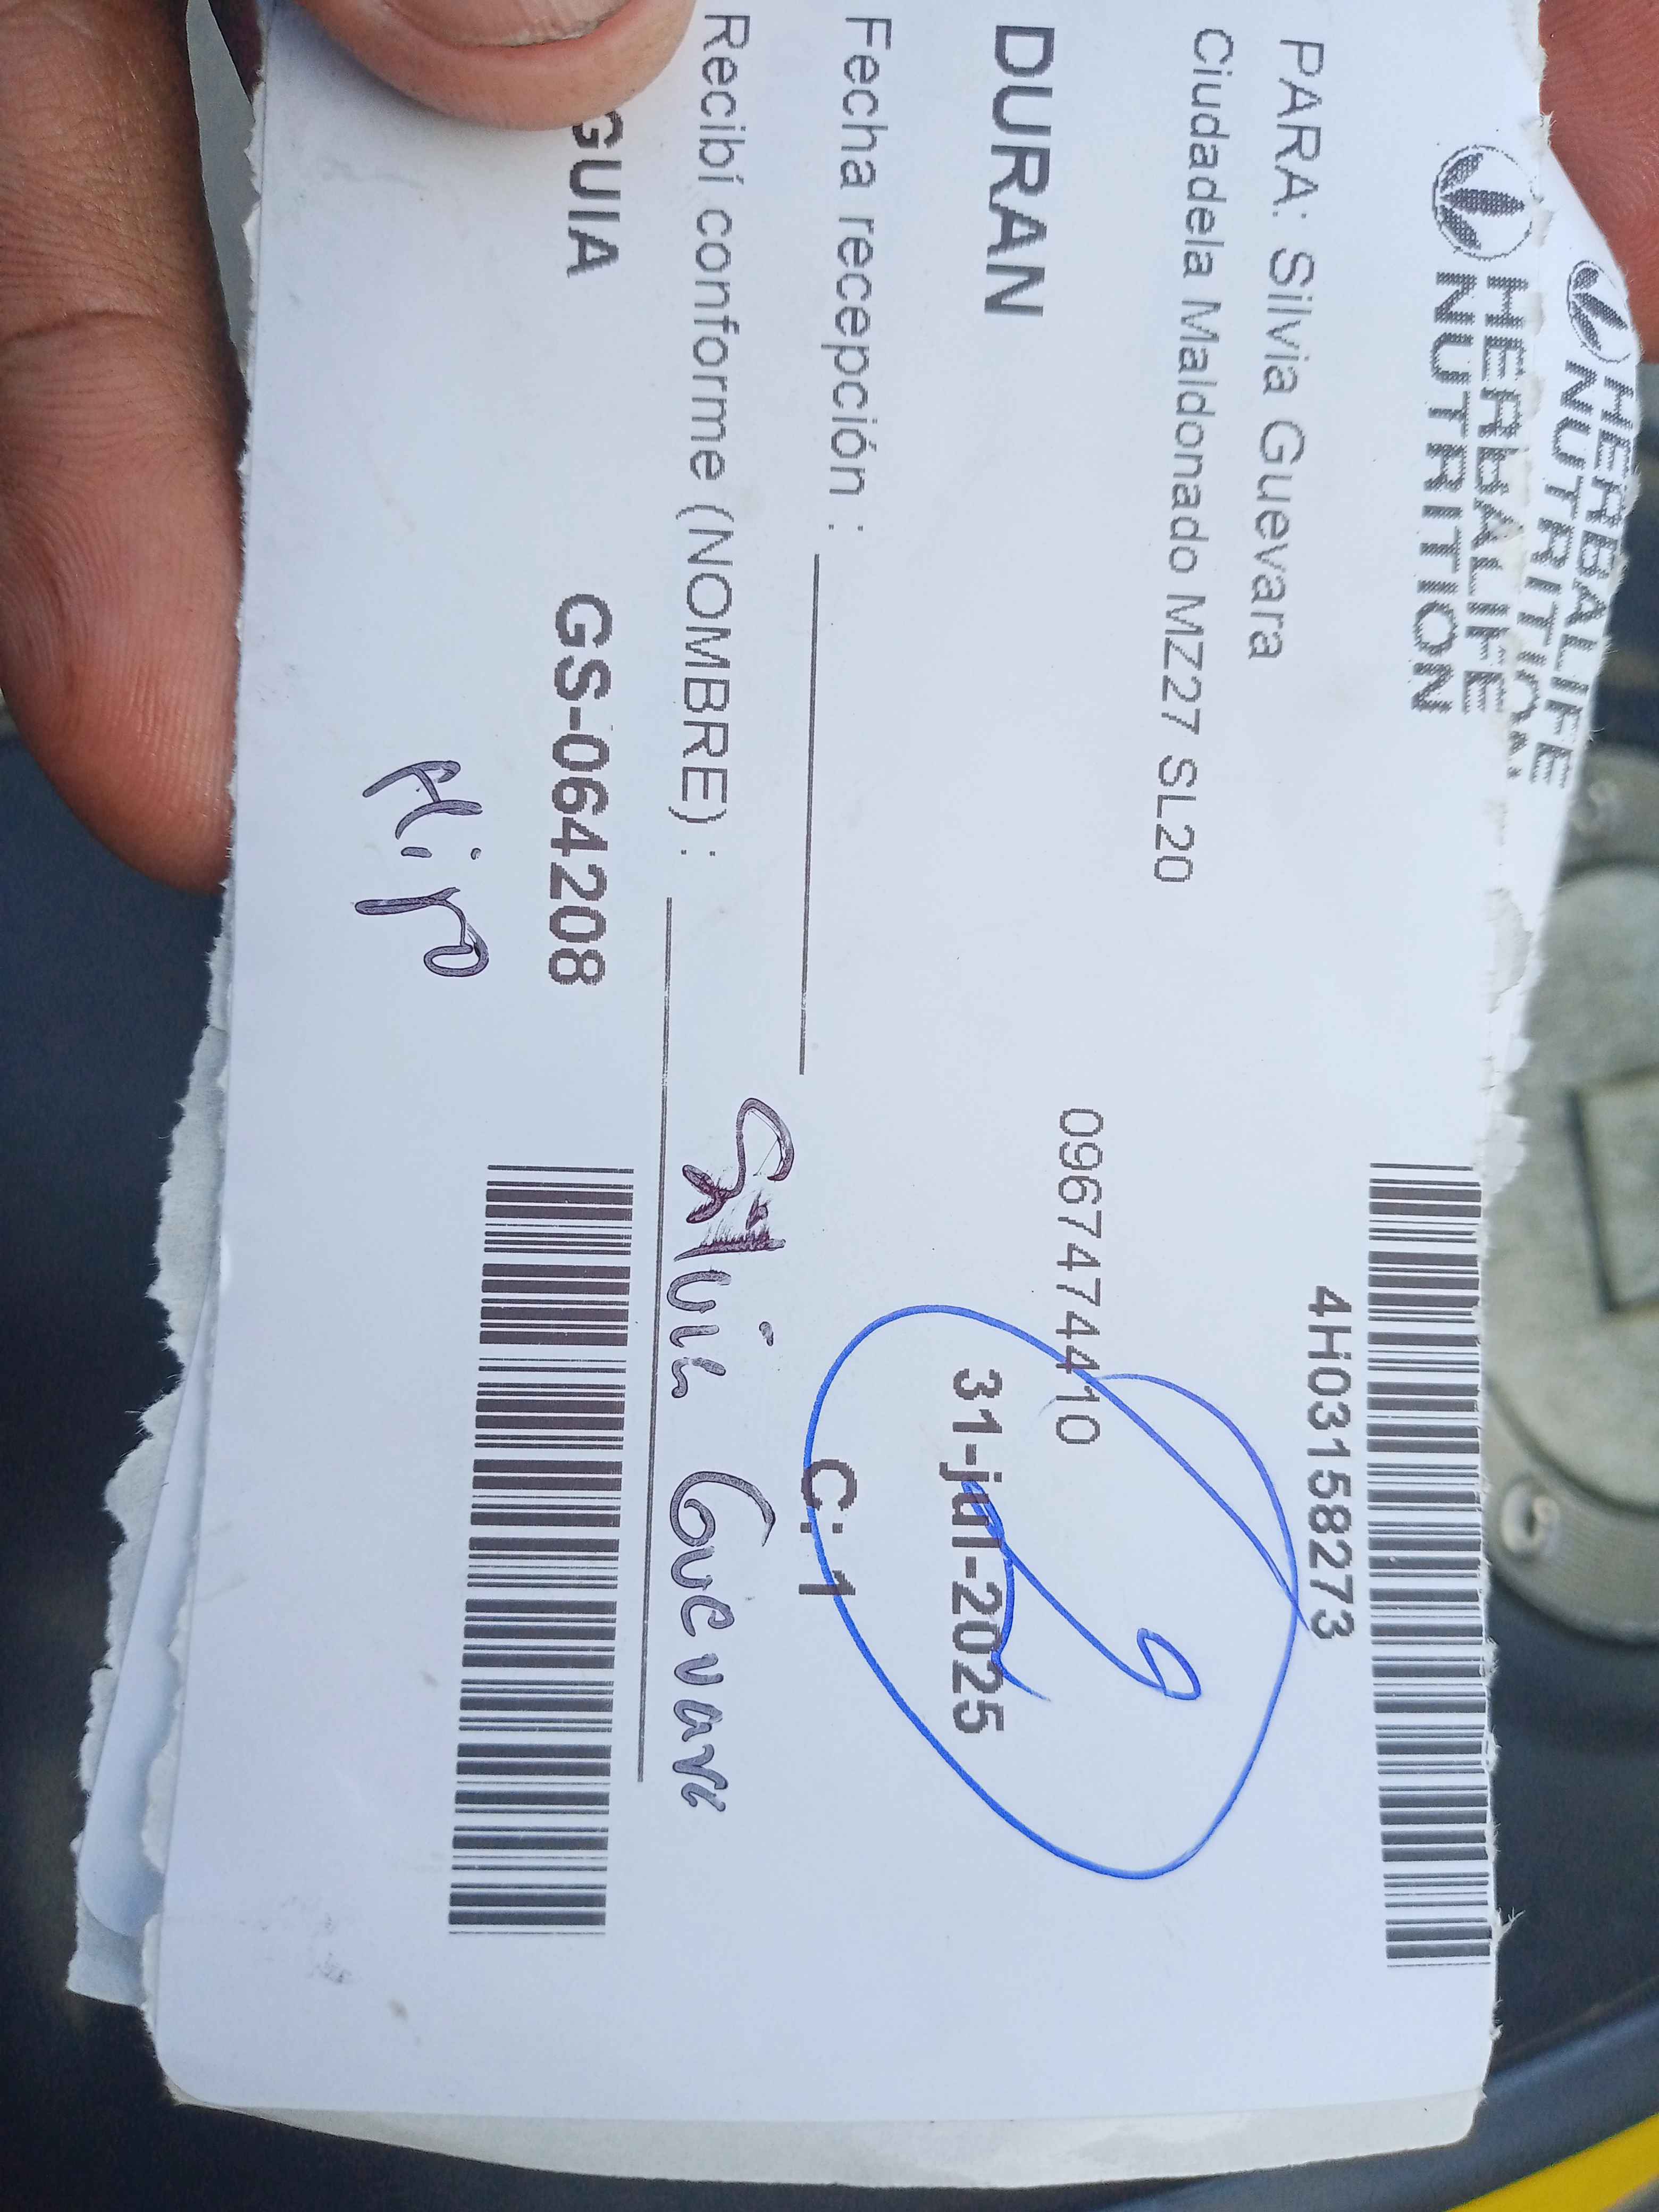 HERBALIFE
NUTRITION
HERBALIFE
NUTRITION
4H03158273
PARA: Silvia Guevara
Ciudadela Maldonado MZ27 SL20
0967474410
DURAN
31-jul-2025
Fecha recepción :
C: 1
Recibí conforme (NOMBRE) :
Silvia Guevara
GUIA
GS-064208